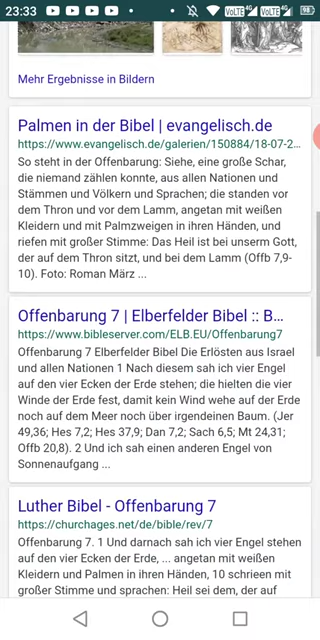 23:33
VoLTE 4G VoLTE 4G 98
Mehr Ergebnisse in Bildern
Palmen in der Bibel | evangelisch.de
https://www.evangelisch.de/galerien/150884/18-07-2...
So steht in der Offenbarung: Siehe, eine große Schar,
die niemand zählen konnte, aus allen Nationen und
Stämmen und Völkern und Sprachen; die standen vor
dem Thron und vor dem Lamm, angetan mit weißen
Kleidern und mit Palmzweigen in ihren Händen, und
riefen mit großer Stimme: Das Heil ist bei unserm Gott,
der auf dem Thron sitzt, und bei dem Lamm (Offb 7,9-
10). Foto: Roman März ...
Offenbarung 7 | Elberfelder Bibel :: B...
https://www.bibleserver.com/ELB.EU/Offenbarung7
Offenbarung 7 Elberfelder Bibel Die Erlösten aus Israel
und allen Nationen 1 Nach diesem sah ich vier Engel
auf den vier Ecken der Erde stehen; die hielten die vier
Winde der Erde fest, damit kein Wind wehe auf der Erde
noch auf dem Meer noch über irgendeinen Baum. (Jer
49,36; Hes 7,2; Hes 37,9; Dan 7,2; Sach 6,5; Mt 24,31;
Offb 20,8). 2 Und ich sah einen anderen Engel von
Sonnenaufgang ...
Luther Bibel - Offenbarung 7
https://churchages.net/de/bible/rev/7
Offenbarung 7. 1 Und darnach sah ich vier Engel stehen
auf den vier Ecken der Erde, ... angetan mit weißen
Kleidern und Palmen in ihren Händen, 10 schrieen mit
großer Stimme und sprachen: Heil sei dem, der auf